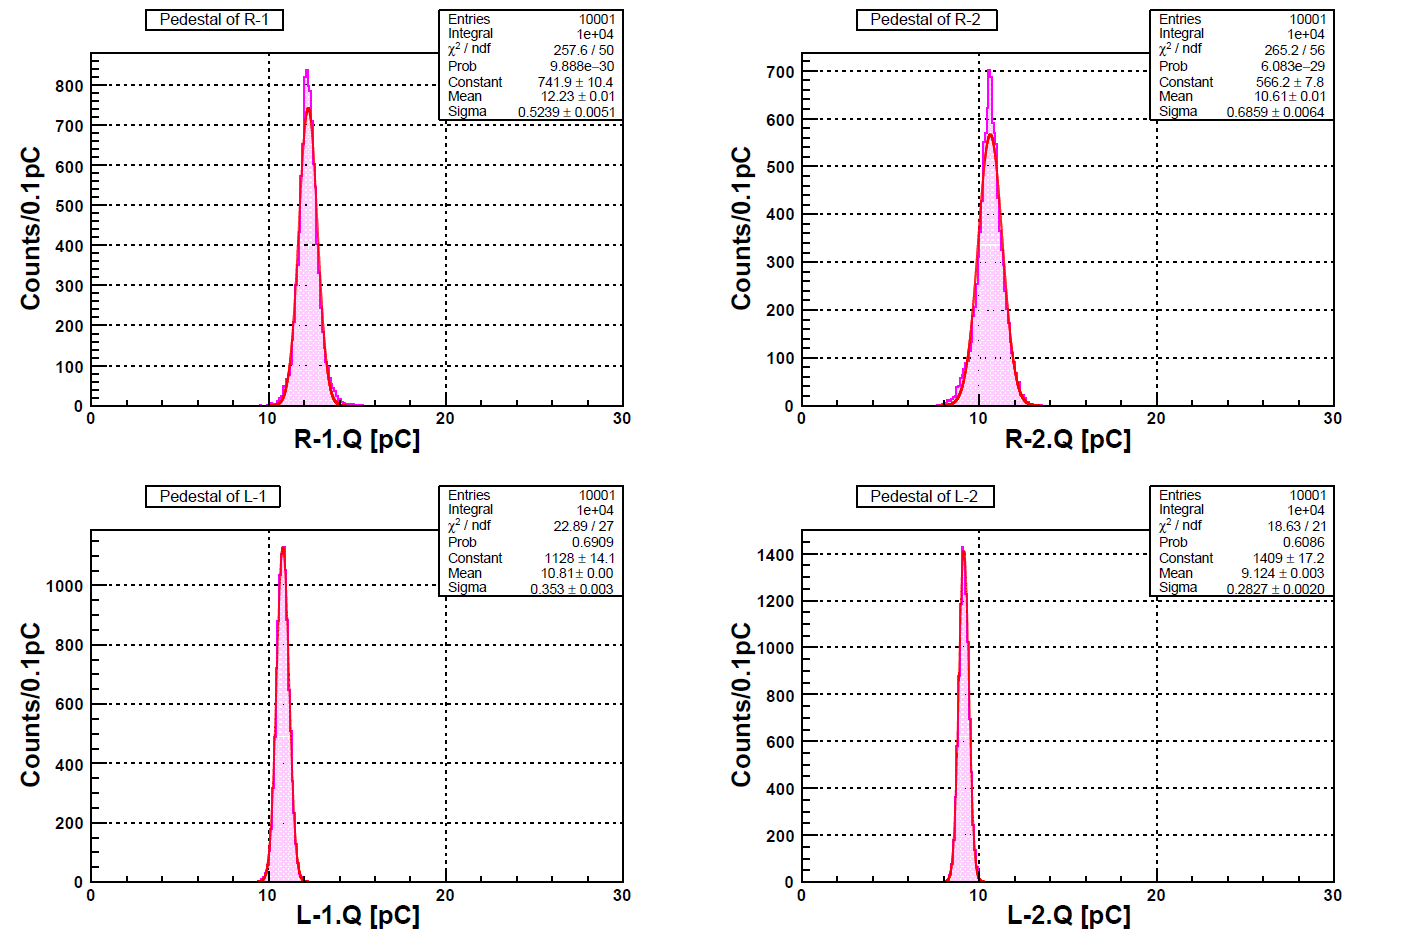 Pedestal of R-1
Entries 10001
Integral 1e+04
χ² / ndf 257.6 / 50
Prob 9.888e−30
Constant 741.9 ± 10.4
Mean 12.23 ± 0.01
Sigma 0.5239 ± 0.0051
Counts/0.1pC
800
700
600
500
400
300
200
100
0
0 10 20 30
R-1.Q [pC]
Pedestal of R-2
Entries 10001
Integral 1e+04
χ² / ndf 265.2 / 56
Prob 6.083e−29
Constant 566.2 ± 7.8
Mean 10.61 ± 0.01
Sigma 0.6859 ± 0.0064
Counts/0.1pC
700
600
500
400
300
200
100
0
0 10 20 30
R-2.Q [pC]
Pedestal of L-1
Entries 10001
Integral 1e+04
χ² / ndf 22.89 / 27
Prob 0.6909
Constant 1128 ± 14.1
Mean 10.81 ± 0.00
Sigma 0.353 ± 0.003
Counts/0.1pC
1000
800
600
400
200
0
0 10 20 30
L-1.Q [pC]
Pedestal of L-2
Entries 10001
Integral 1e+04
χ² / ndf 18.63 / 21
Prob 0.6086
Constant 1409 ± 17.2
Mean 9.124 ± 0.003
Sigma 0.2827 ± 0.0020
Counts/0.1pC
1400
1200
1000
800
600
400
200
0
0 10 20 30
L-2.Q [pC]